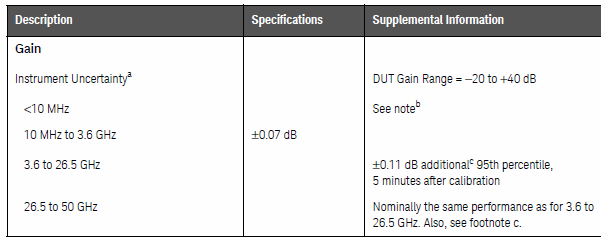 Description Specifications Supplemental Information
Gain
Instrument Uncertaintyᵃ DUT Gain Range = −20 to +40 dB
<10 MHz See noteᵇ
10 MHz to 3.6 GHz ±0.07 dB
3.6 to 26.5 GHz ±0.11 dB additionalᶜ 95th percentile,
5 minutes after calibration
26.5 to 50 GHz Nominally the same performance as for 3.6 to
26.5 GHz. Also, see footnote c.